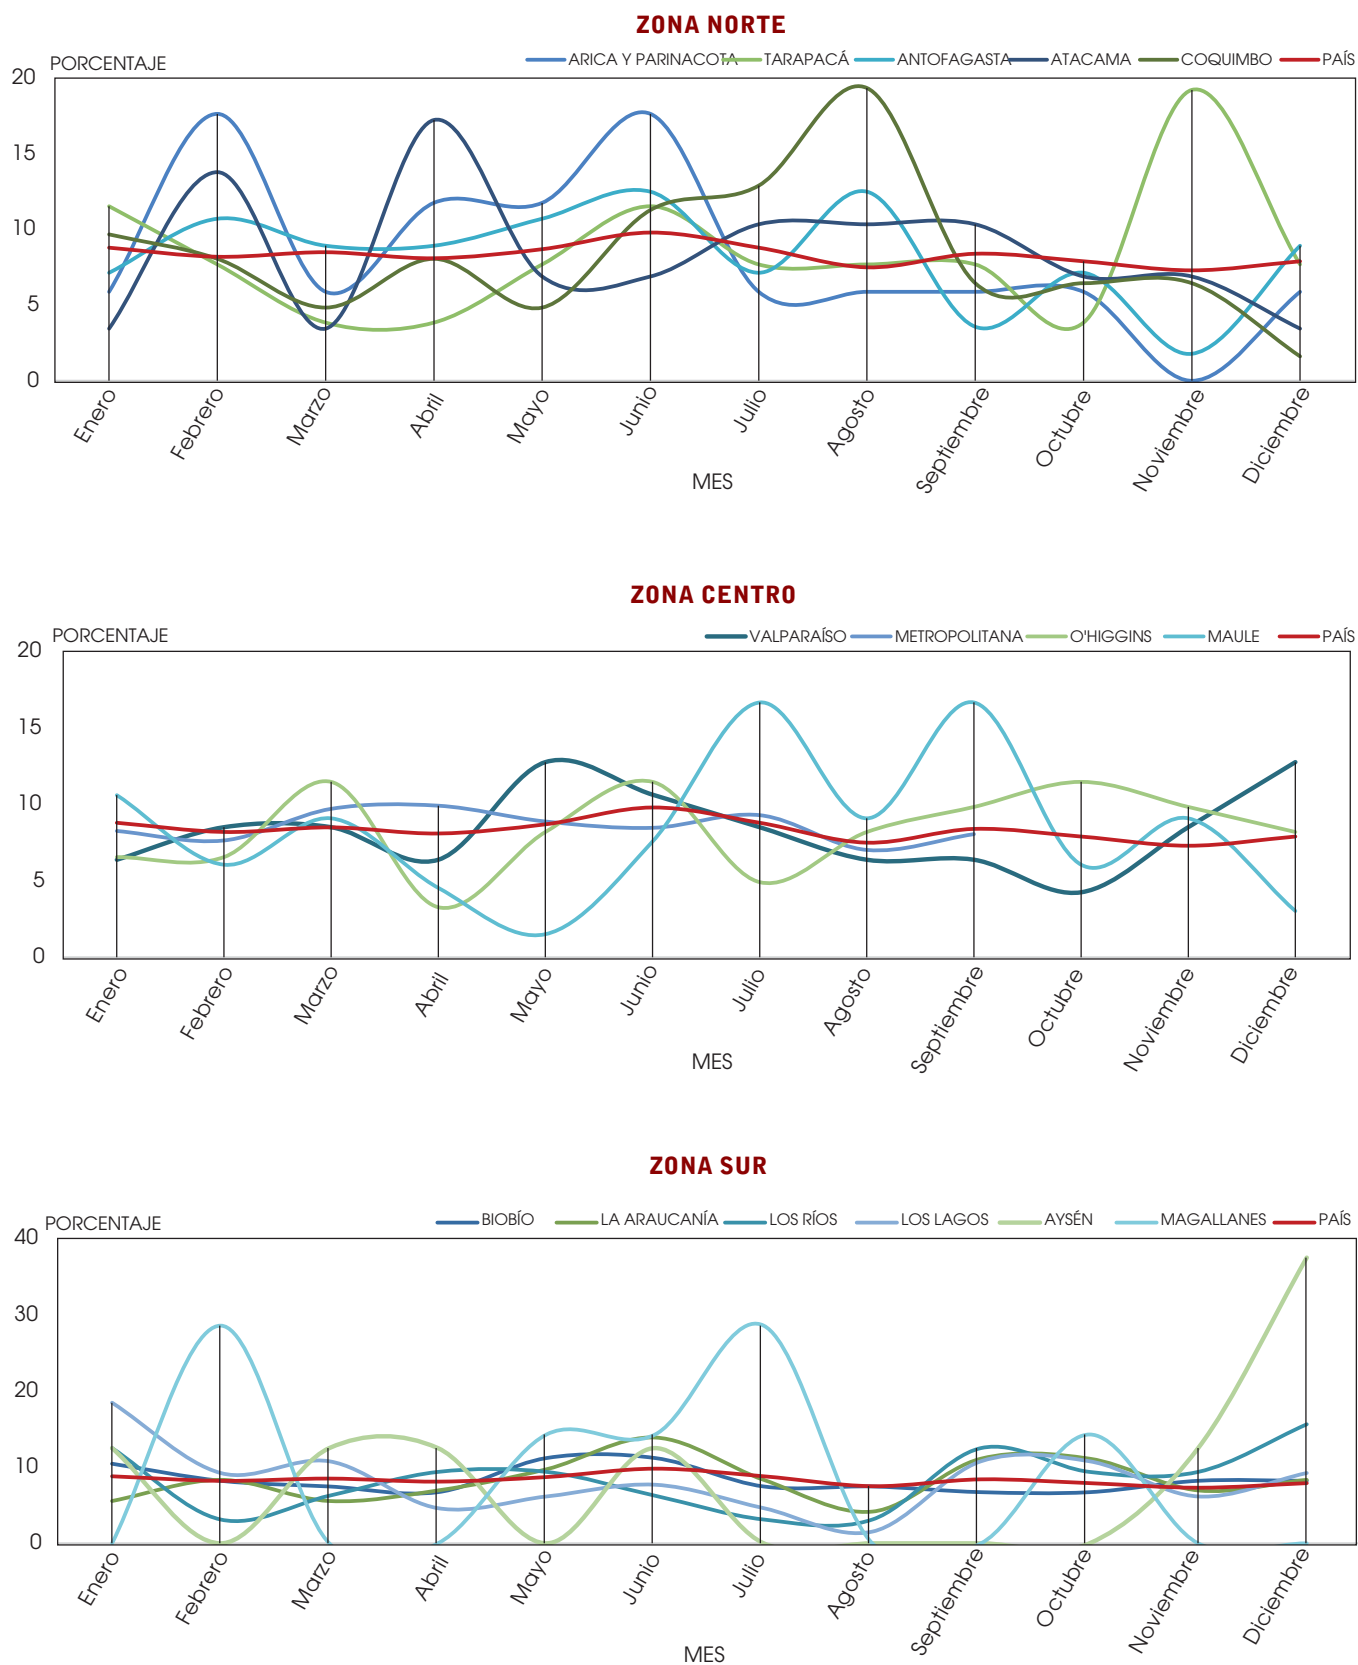 ZONA NORTE
PORCENTAJE
ARICA Y PARINACOTA TARAPACÁ ANTOFAGASTA ATACAMA COQUIMBO PAÍS
20
15
10
5
0
Enero Febrero Marzo Abril Mayo Junio Julio Agosto Septiembre Octubre Noviembre Diciembre
MES
ZONA CENTRO
PORCENTAJE
VALPARAÍSO METROPOLITANA O'HIGGINS MAULE PAÍS
20
15
10
5
0
Enero Febrero Marzo Abril Mayo Junio Julio Agosto Septiembre Octubre Noviembre Diciembre
MES
ZONA SUR
PORCENTAJE
BIOBÍO LA ARAUCANÍA LOS RÍOS LOS LAGOS AYSÉN MAGALLANES PAÍS
40
30
20
10
0
Enero Febrero Marzo Abril Mayo Junio Julio Agosto Septiembre Octubre Noviembre Diciembre
MES